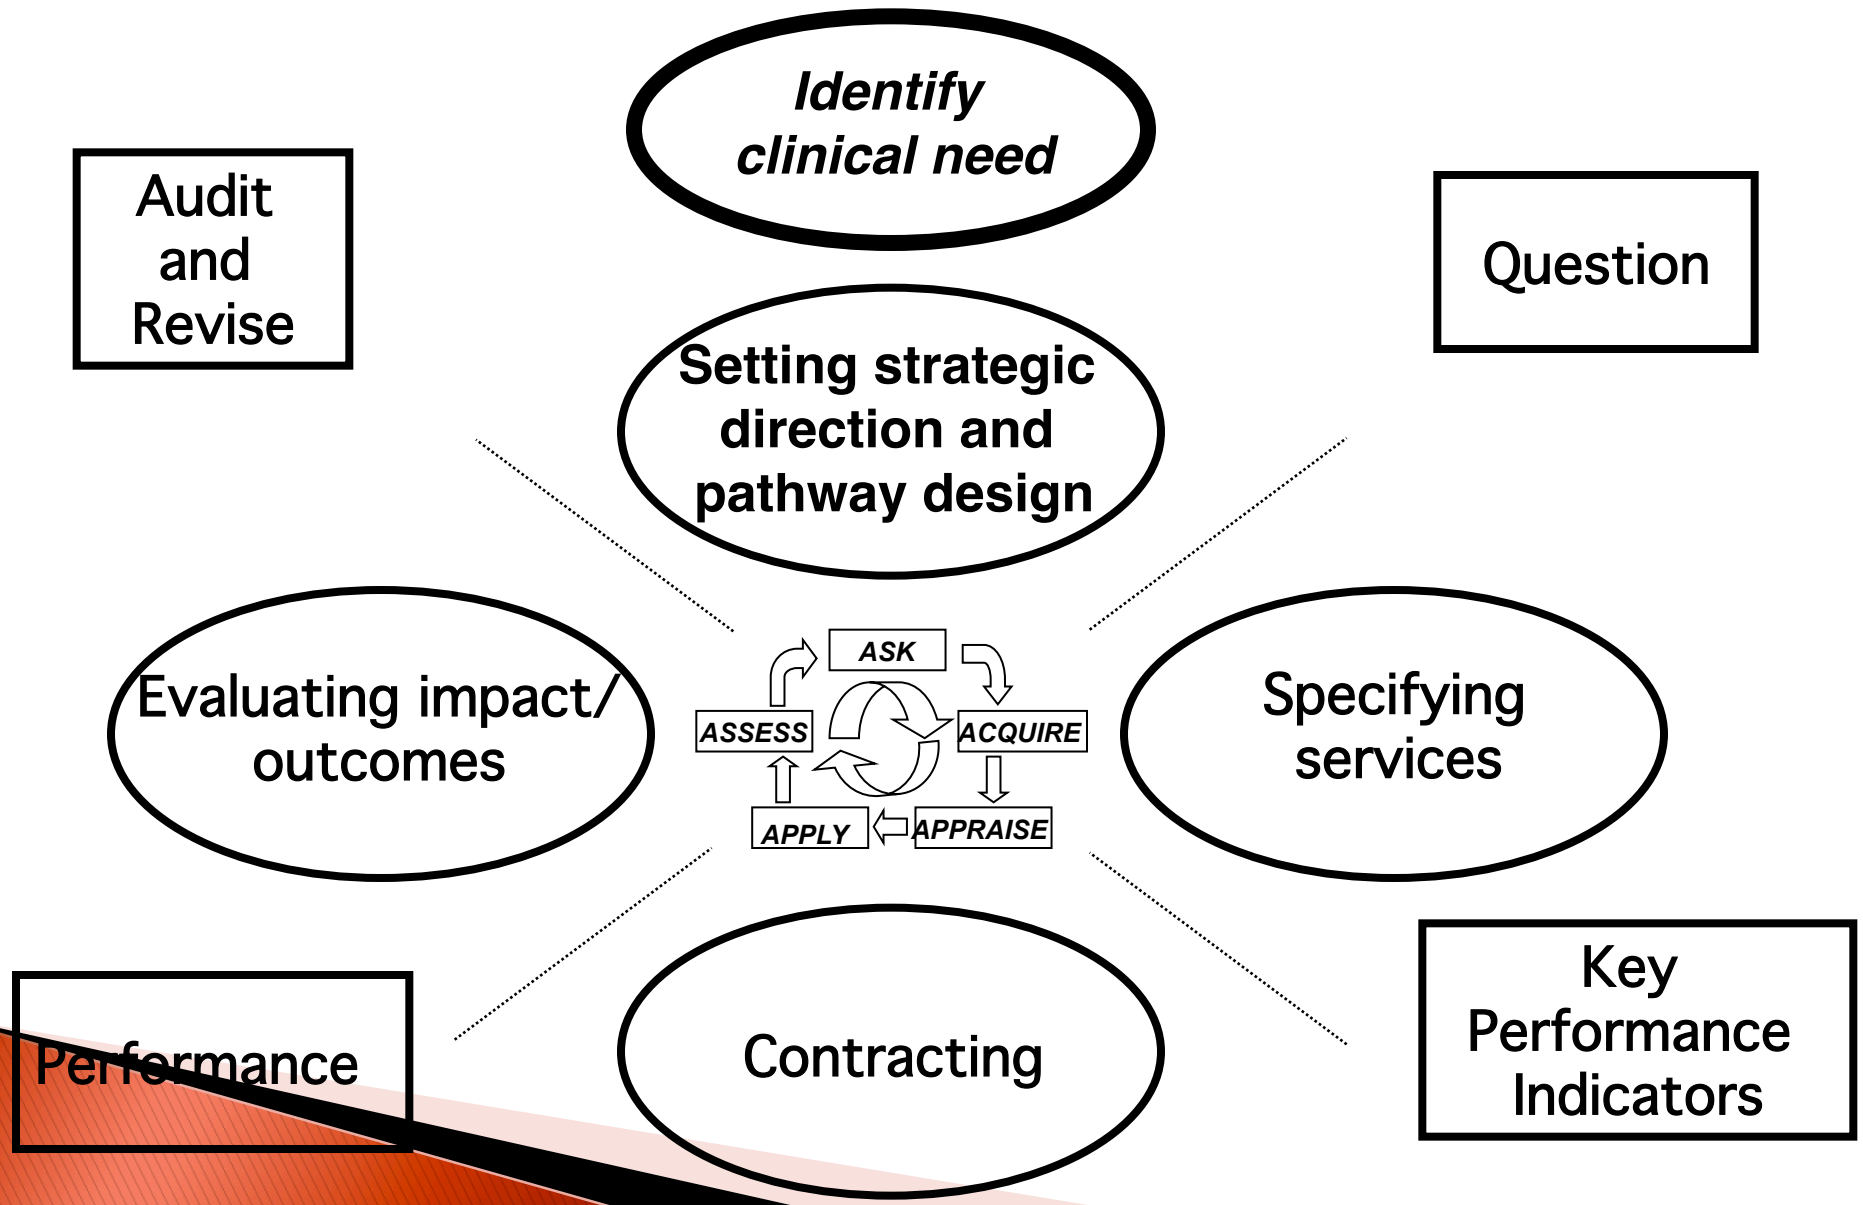 Identify
clinical need
Audit
and
Revise
Question
Setting strategic
direction and
pathway design
Evaluating impact/
outcomes
ASK
ASSESS
ACQUIRE
APPLY
APPRAISE
Specifying
services
Performance
Contracting
Key
Performance
Indicators